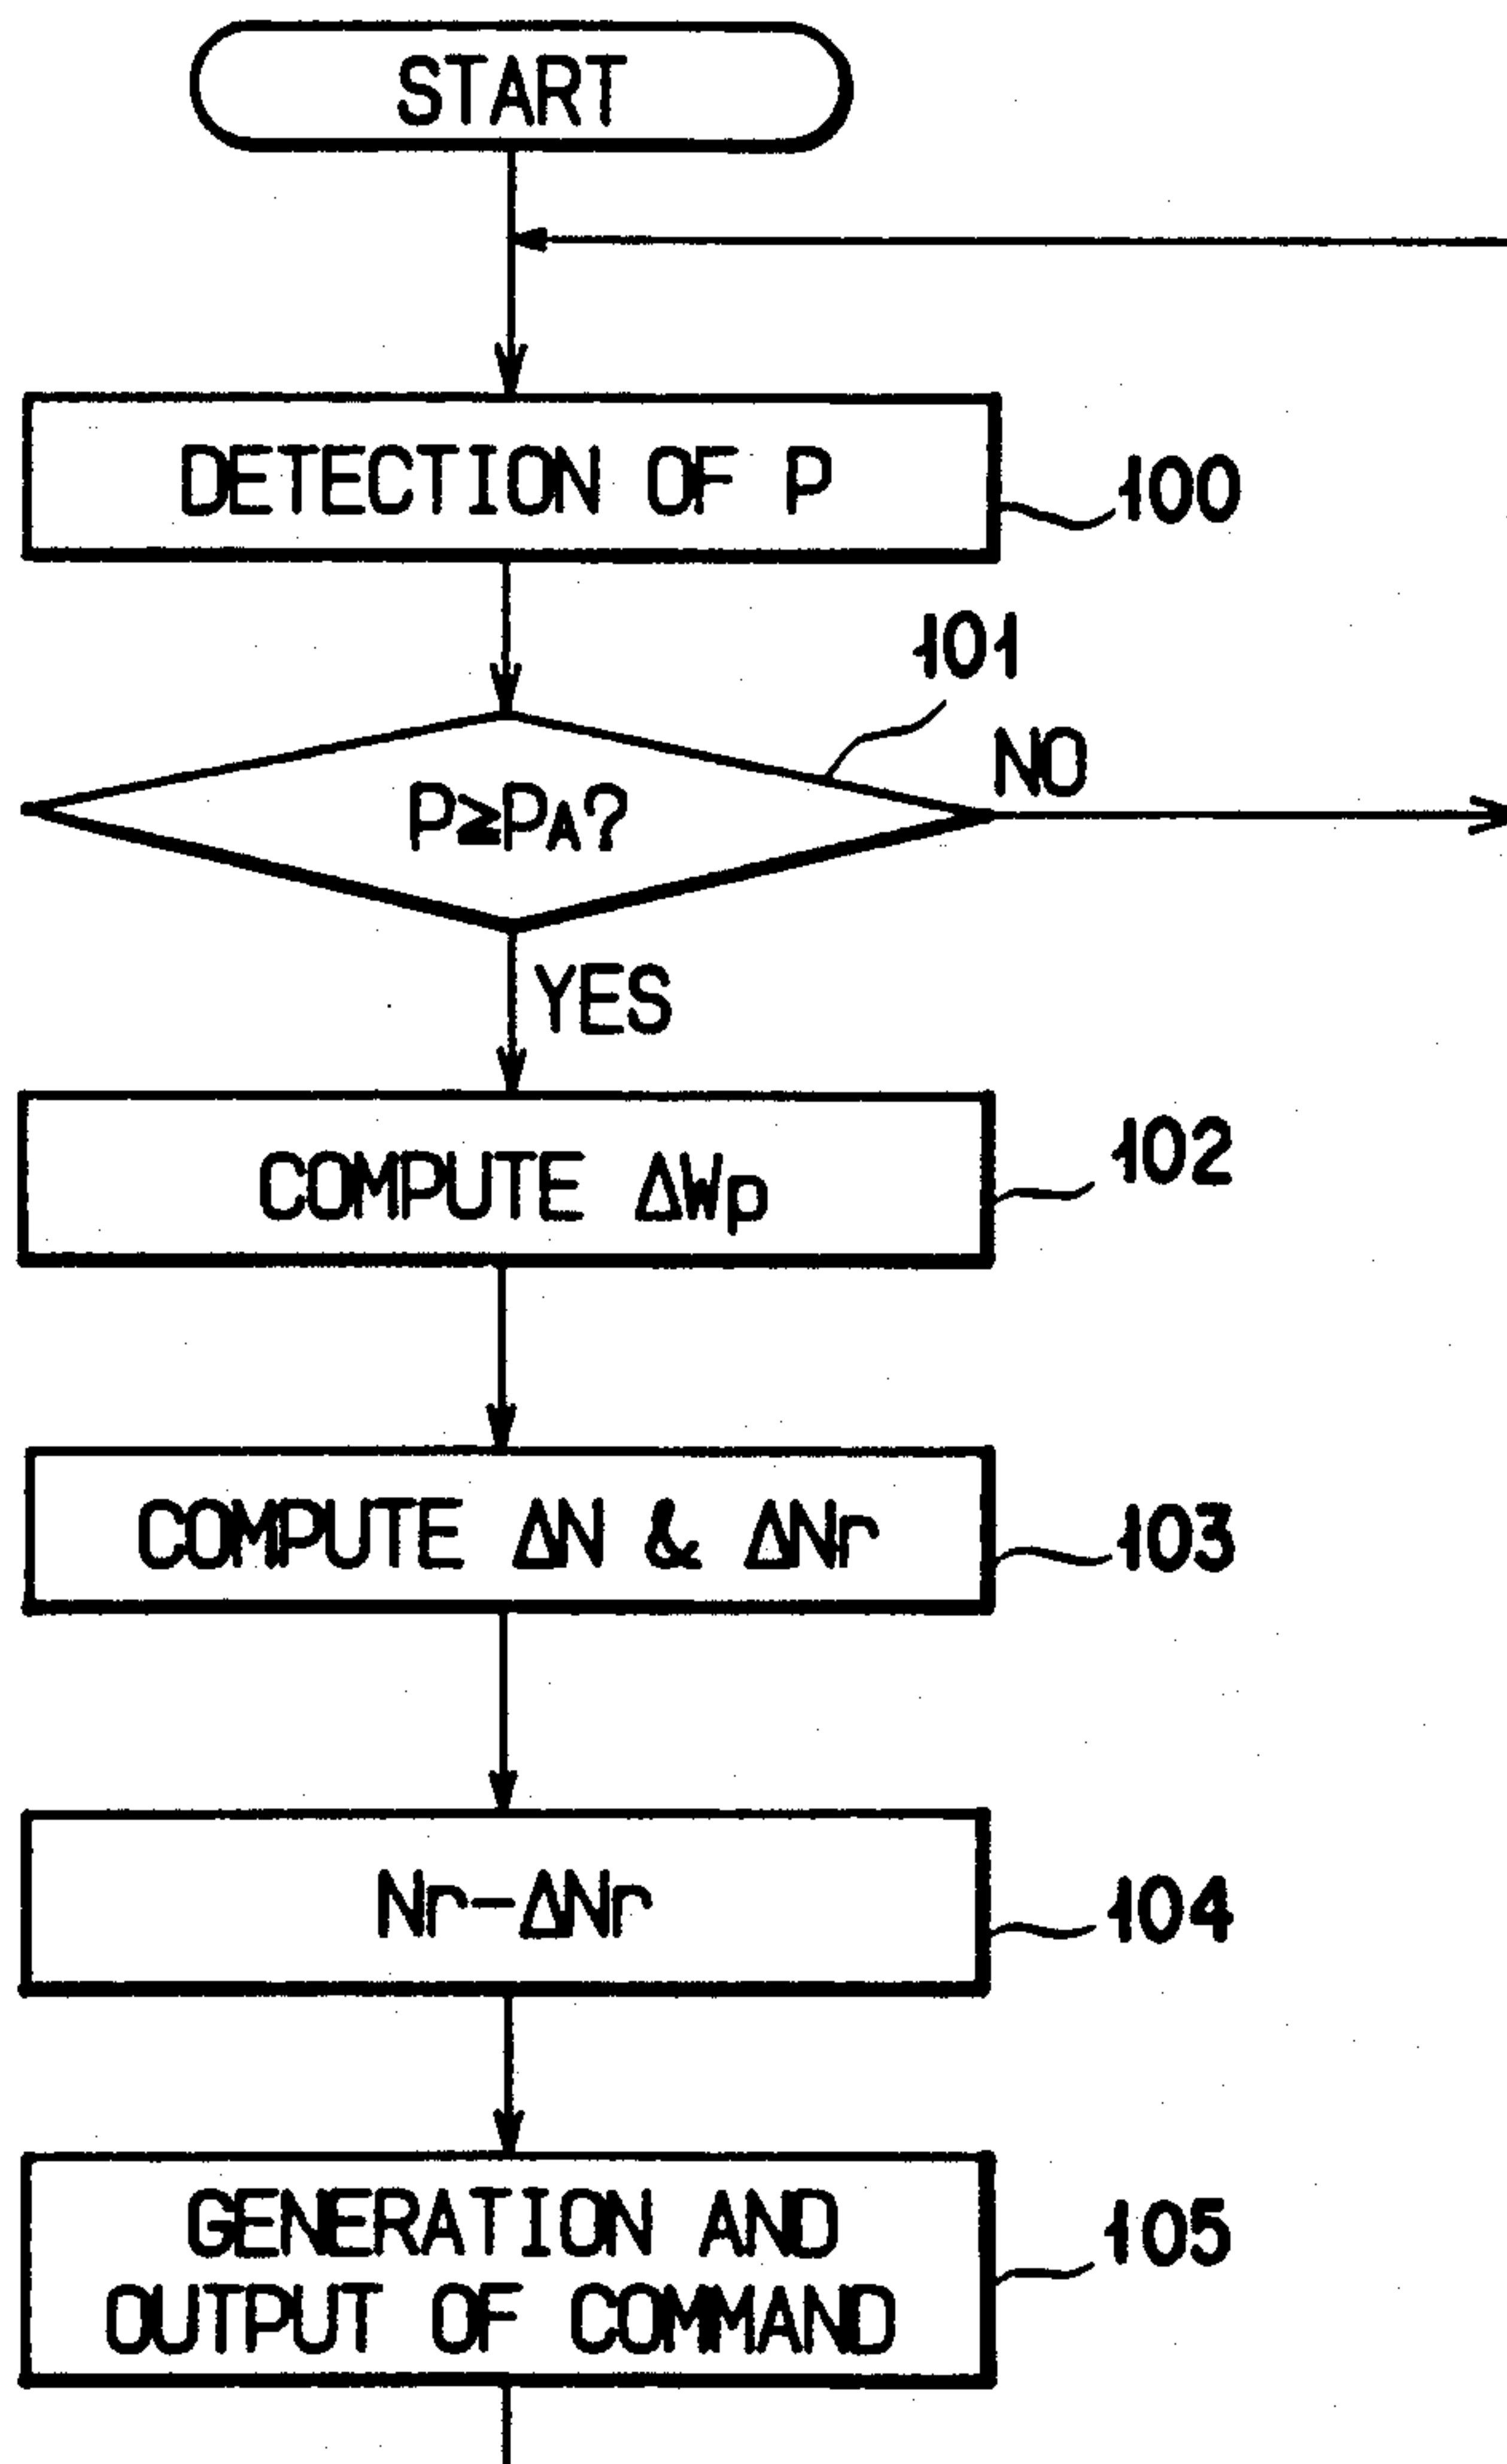 START
DETECTION OF P
100
101
P≧PA?
NO
YES
COMPUTE ΔWp
102
COMPUTE ΔN & ΔNr
103
Nr-ΔNr
104
GENERATION AND
OUTPUT OF COMMAND
105